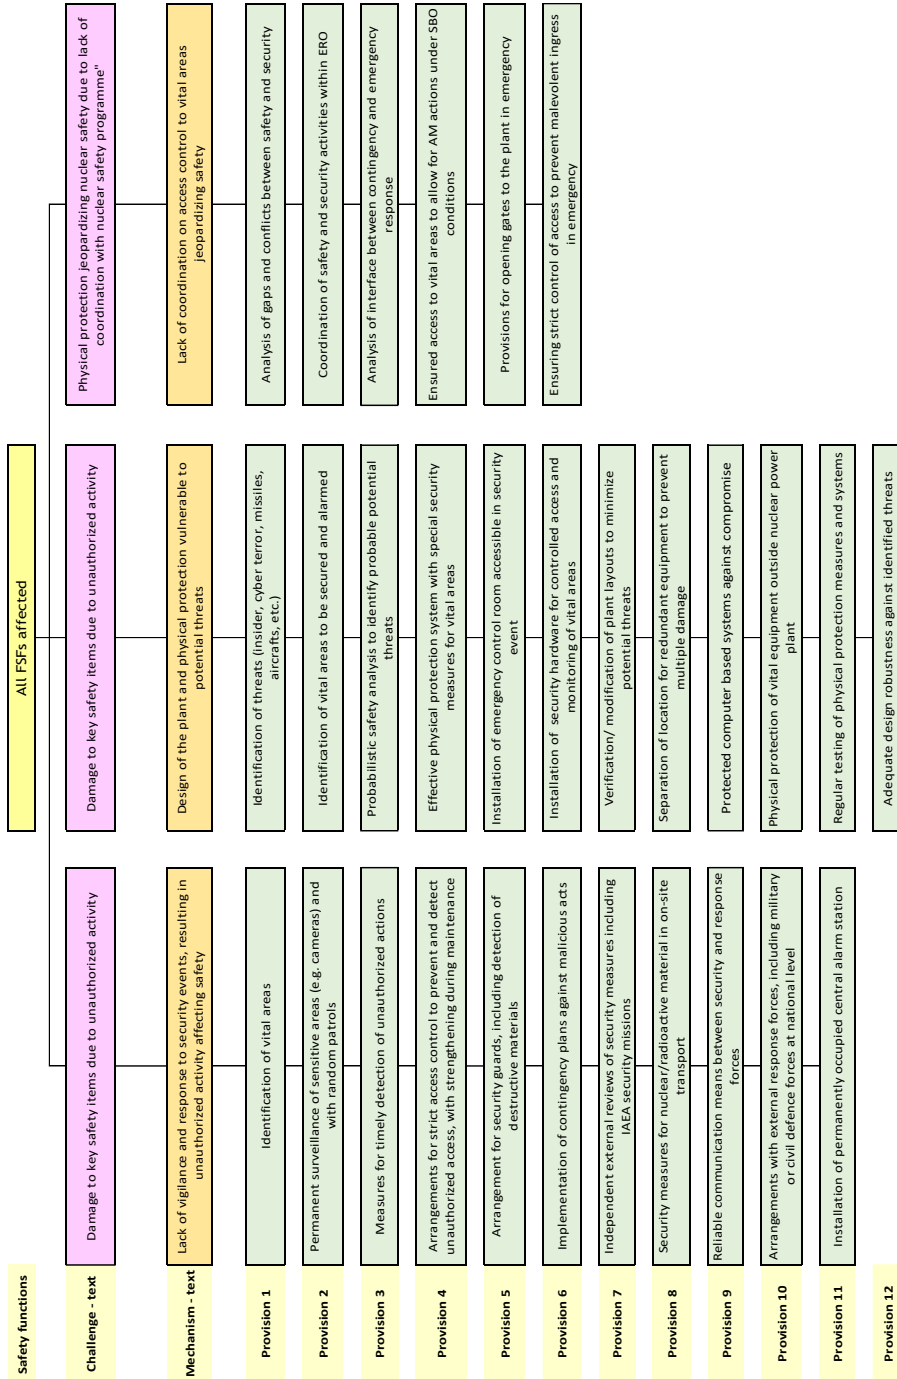 Safety functions
All FSFs affected
Challenge - text
Damage to key safety items due to unauthorized activity
Damage to key safety items due to unauthorized activity
Physical protection jeopardizing nuclear safety due to lack of
coordination with nuclear safety programme"
Mechanism - text
Lack of vigilance and response to security events, resulting in
unauthorized activity affecting safety
Design of the plant and physical protection vulnerable to
potential threats
Lack of coordination on access control to vital areas
jeopardizing safety
Provision 1
Identification of vital areas
Identification of threats (insider, cyber terror, missiles,
aircrafts, etc.)
Analysis of gaps and conflicts between safety and security
Provision 2
Permanent surveillance of sensitive areas (e.g. cameras) and
with random patrols
Identification of vital areas to be secured and alarmed
Coordination of safety and security activities within ERO
Provision 3
Measures for timely detection of unauthorized actions
Probabilistic safety analysis to identify probable potential
threats
Analysis of interface between contingency and emergency
response
Provision 4
Arrangements for strict access control to prevent and detect
unauthorized access, with strengthening during maintenance
Effective physical protection system with special security
measures for vital areas
Ensured access to vital areas to allow for AM actions under SBO
conditions
Provision 5
Arrangement for security guards, including detection of
destructive materials
Installation of emergency control room accessible in security
event
Provisions for opening gates to the plant in emergency
Provision 6
Implementation of contingency plans against malicious acts
Installation of security hardware for controlled access and
monitoring of vital areas
Ensuring strict control of access to prevent malevolent ingress
in emergency
Provision 7
Independent external reviews of security measures including
IAEA security missions
Verification/ modification of plant layouts to minimize
potential threats
Provision 8
Security measures for nuclear/radioactive material in on-site
transport
Separation of location for redundant equipment to prevent
multiple damage
Provision 9
Reliable communication means between security and response
forces
Protected computer based systems against compromise
Provision 10
Arrangements with external response forces, including military
or civil defence forces at national level
Physical protection of vital equipment outside nuclear power
plant
Provision 11
Installation of permanently occupied central alarm station
Regular testing of physical protection measures and systems
Provision 12
Adequate design robustness against identified threats